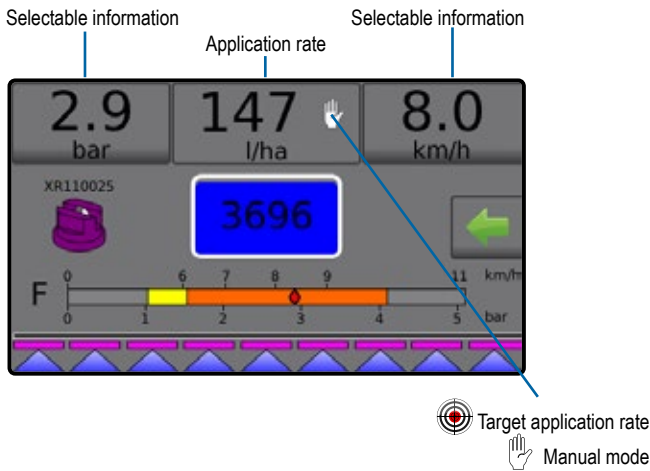 Selectable information
Selectable information
Application rate
2.9
bar
147
l/ha
8.0
km/h
XR110025
3696
0 6 7 8 9 11 km/h
F
0 1 2 3 4 5 bar
Target application rate
Manual mode